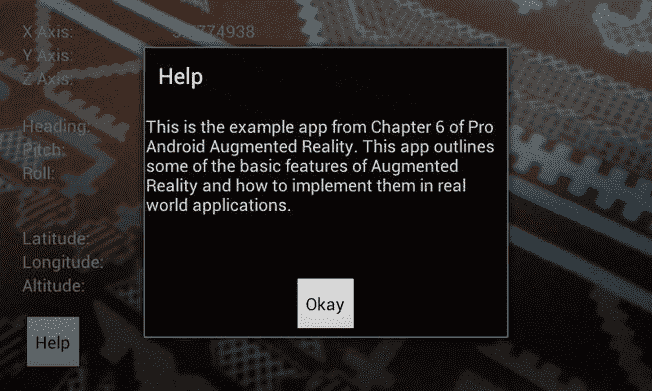 X Axis:
Y Axis:
Z Axis:
Heading:
Pitch:
Roll:
Latitude:
Longitude:
Altitude:
Help
Help
This is the example app from Chapter 6 of Pro
Android Augmented Reality. This app outlines
some of the basic features of Augmented
Reality and how to implement them in real
world applications.
Okay